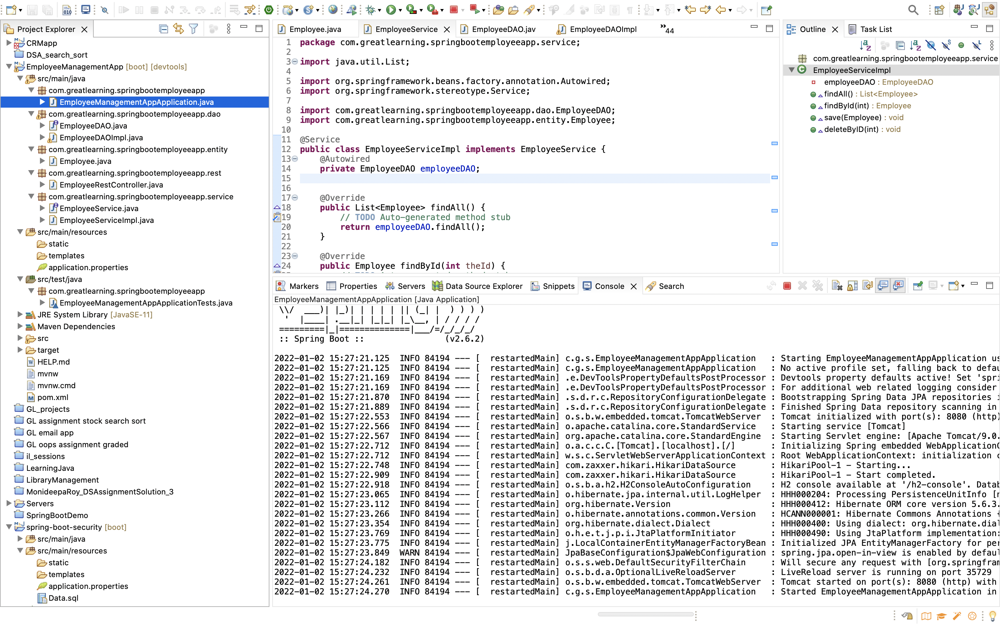 Project Explorer
CRMapp
DSA_search_sort
EmployeeManagementApp [boot] [devtools]
src/main/java
com.greatlearning.springbootemployeeapp
EmployeeManagementAppApplication.java
com.greatlearning.springbootemployeeapp.dao
EmployeeDAO.java
EmployeeDAOImpl.java
com.greatlearning.springbootemployeeapp.entity
Employee.java
com.greatlearning.springbootemployeeapp.rest
EmployeeRestController.java
com.greatlearning.springbootemployeeapp.service
EmployeeService.java
EmployeeServiceImpl.java
src/main/resources
static
templates
application.properties
src/test/java
com.greatlearning.springbootemployeeapp
EmployeeManagementAppApplicationTests.java
JRE System Library [JavaSE-11]
Maven Dependencies
src
target
HELP.md
mvnw
mvnw.cmd
pom.xml
GL_projects
GL assignment stock search sort
GL email app
GL oops assignment graded
il_sessions
LearningJava
LibraryManagement
MonideepaRoy_DSAssignmentSolution_3
Servers
SpringBootDemo
spring-boot-security [boot]
src/main/java
src/main/resources
static
templates
application.properties
Data.sql
Employee.java EmployeeService EmployeeDAO.jav EmployeeDAOImpl »44
1 package com.greatlearning.springbootemployeeapp.service;
2
3 import java.util.List;
4
5 import org.springframework.beans.factory.annotation.Autowired;
6 import org.springframework.stereotype.Service;
7
8 import com.greatlearning.springbootemployeeapp.dao.EmployeeDAO;
9 import com.greatlearning.springbootemployeeapp.entity.Employee;
10
11 @Service
12 public class EmployeeServiceImpl implements EmployeeService {
13 @Autowired
14 private EmployeeDAO employeeDAO;
15
16
17 @Override
18 public List<Employee> findAll() {
19 // TODO Auto-generated method stub
20 return employeeDAO.findAll();
21 }
22
23 @Override
24 public Employee findById(int theId) {
Outline Task List
com.greatlearning.springbootemployeeapp.service
EmployeeServiceImpl
employeeDAO : EmployeeDAO
findAll() : List<Employee>
findById(int) : Employee
save(Employee) : void
deleteByID(int) : void
Markers Properties Servers Data Source Explorer Snippets Console Search
EmployeeManagementAppApplication [Java Application]
\\/  ___)| |_)| | | | | || (_| |  ) ) ) )
'  |____| .__|_| |_|_| |_\__, | / / / /
=========|_|==============|___/=/_/_/_/
:: Spring Boot :: (v2.6.2)
2022-01-02 15:27:21.125 INFO 84194 --- [ restartedMain] c.g.s.EmployeeManagementAppApplication : Starting EmployeeManagementAppApplication us
2022-01-02 15:27:21.125 INFO 84194 --- [ restartedMain] c.g.s.EmployeeManagementAppApplication : No active profile set, falling back to defau
2022-01-02 15:27:21.169 INFO 84194 --- [ restartedMain] .e.DevToolsPropertyDefaultsPostProcessor : Devtools property defaults active! Set 'spri
2022-01-02 15:27:21.169 INFO 84194 --- [ restartedMain] .e.DevToolsPropertyDefaultsPostProcessor : For additional web related logging consider
2022-01-02 15:27:21.870 INFO 84194 --- [ restartedMain] .s.d.r.c.RepositoryConfigurationDelegate : Bootstrapping Spring Data JPA repositories i
2022-01-02 15:27:21.889 INFO 84194 --- [ restartedMain] .s.d.r.c.RepositoryConfigurationDelegate : Finished Spring Data repository scanning in
2022-01-02 15:27:22.553 INFO 84194 --- [ restartedMain] o.s.b.w.embedded.tomcat.TomcatWebServer : Tomcat initialized with port(s): 8080 (http)
2022-01-02 15:27:22.566 INFO 84194 --- [ restartedMain] o.apache.catalina.core.StandardService : Starting service [Tomcat]
2022-01-02 15:27:22.567 INFO 84194 --- [ restartedMain] org.apache.catalina.core.StandardEngine : Starting Servlet engine: [Apache Tomcat/9.0.
2022-01-02 15:27:22.712 INFO 84194 --- [ restartedMain] o.a.c.c.C.[Tomcat].[localhost].[/] : Initializing Spring embedded WebApplicationC
2022-01-02 15:27:22.712 INFO 84194 --- [ restartedMain] w.s.c.ServletWebServerApplicationContext : Root WebApplicationContext: initialization c
2022-01-02 15:27:22.748 INFO 84194 --- [ restartedMain] com.zaxxer.hikari.HikariDataSource : HikariPool-1 - Starting...
2022-01-02 15:27:22.909 INFO 84194 --- [ restartedMain] com.zaxxer.hikari.HikariDataSource : HikariPool-1 - Start completed.
2022-01-02 15:27:22.918 INFO 84194 --- [ restartedMain] o.s.b.a.h2.H2ConsoleAutoConfiguration : H2 console available at '/h2-console'. Datab
2022-01-02 15:27:23.065 INFO 84194 --- [ restartedMain] o.hibernate.jpa.internal.util.LogHelper : HHH000204: Processing PersistenceUnitInfo [n
2022-01-02 15:27:23.112 INFO 84194 --- [ restartedMain] org.hibernate.Version : HHH000412: Hibernate ORM core version 5.6.3.
2022-01-02 15:27:23.266 INFO 84194 --- [ restartedMain] o.hibernate.annotations.common.Version : HCANN000001: Hibernate Commons Annotations {
2022-01-02 15:27:23.354 INFO 84194 --- [ restartedMain] org.hibernate.dialect.Dialect : HHH000400: Using dialect: org.hibernate.dial
2022-01-02 15:27:23.769 INFO 84194 --- [ restartedMain] o.h.e.t.j.p.i.JtaPlatformInitiator : HHH000490: Using JtaPlatform implementation:
2022-01-02 15:27:23.775 INFO 84194 --- [ restartedMain] j.LocalContainerEntityManagerFactoryBean : Initialized JPA EntityManagerFactory for per
2022-01-02 15:27:23.849 WARN 84194 --- [ restartedMain] JpaBaseConfiguration$JpaWebConfiguration : spring.jpa.open-in-view is enabled by defaul
2022-01-02 15:27:24.182 INFO 84194 --- [ restartedMain] o.s.s.web.DefaultSecurityFilterChain : Will secure any request with [org.springfram
2022-01-02 15:27:24.232 INFO 84194 --- [ restartedMain] o.s.b.d.a.OptionalLiveReloadServer : LiveReload server is running on port 35729
2022-01-02 15:27:24.261 INFO 84194 --- [ restartedMain] o.s.b.w.embedded.tomcat.TomcatWebServer : Tomcat started on port(s): 8080 (http) with
2022-01-02 15:27:24.270 INFO 84194 --- [ restartedMain] c.g.s.EmployeeManagementAppApplication : Started EmployeeManagementAppApplication in